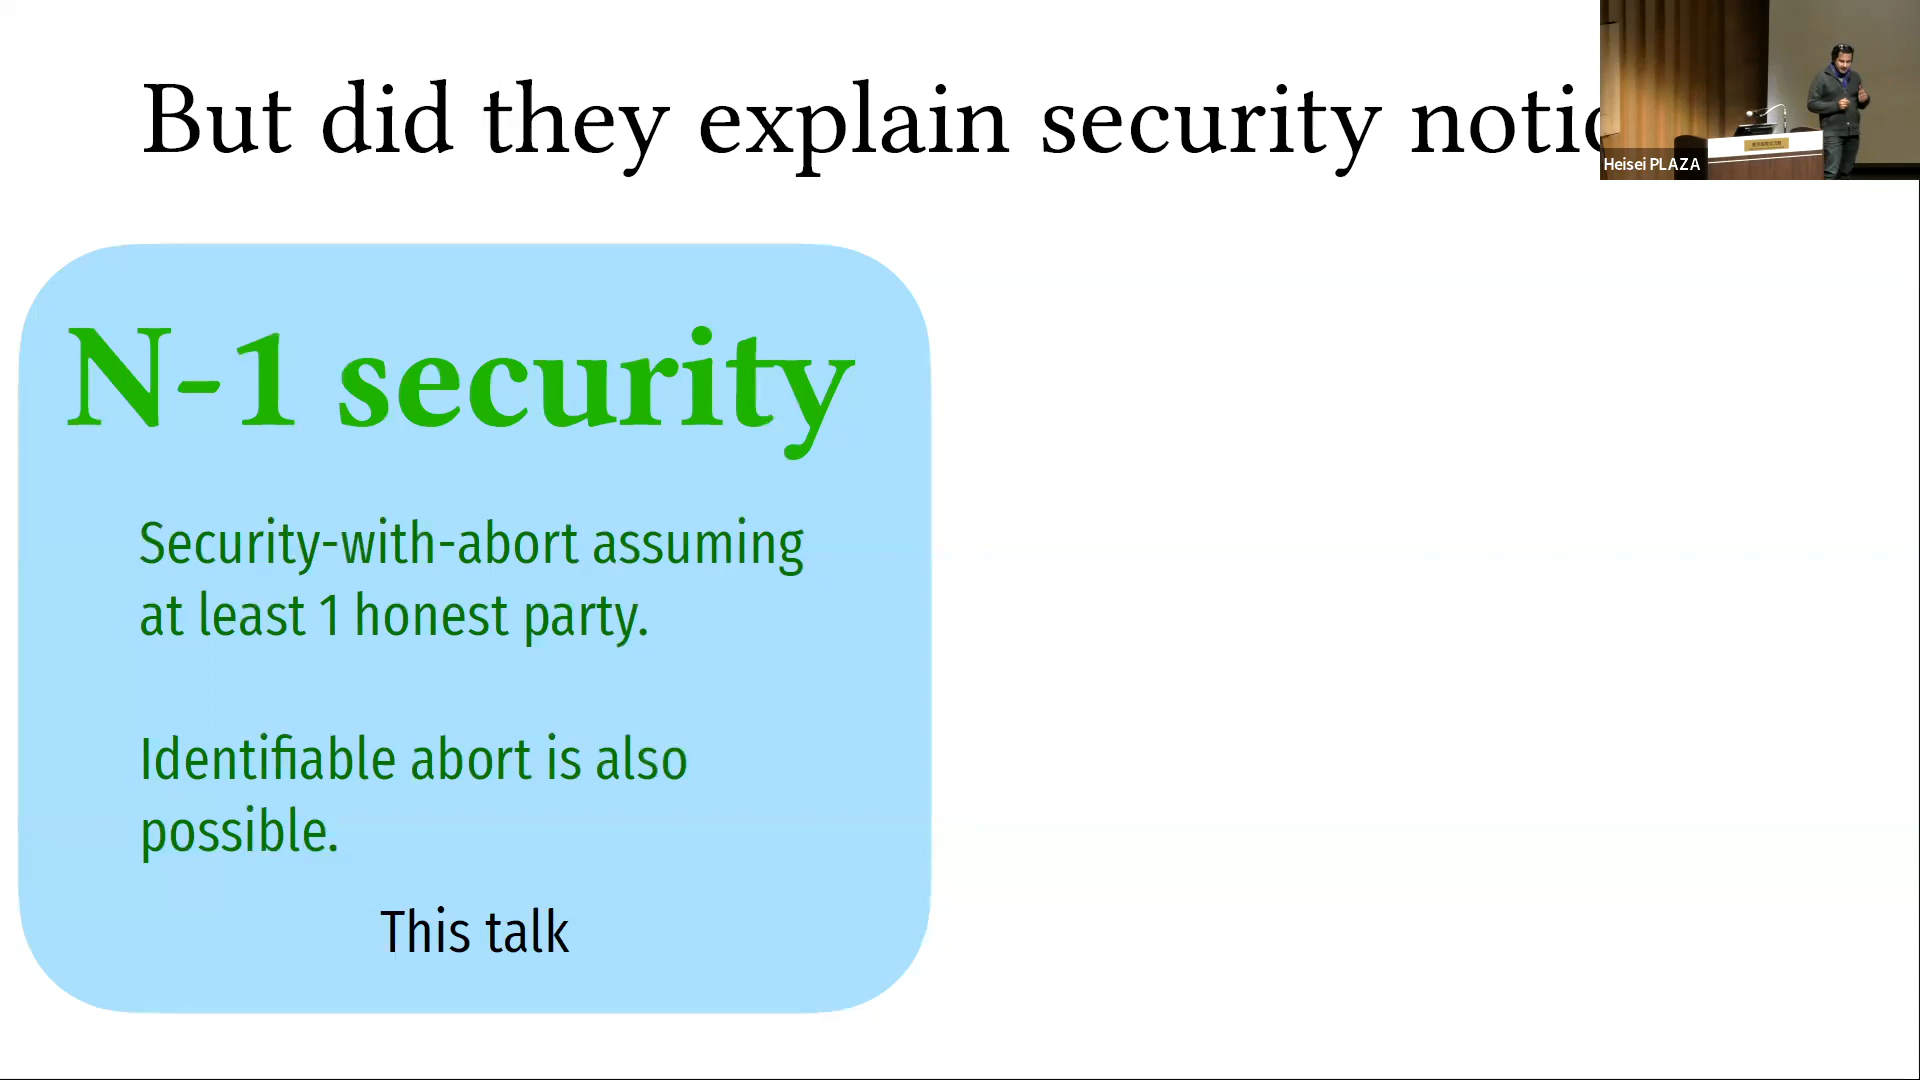 But did they explain security notio
Heisei PLAZA
N-1 security
Security-with-abort assuming
at least 1 honest party.
Identifiable abort is also
possible.
This talk